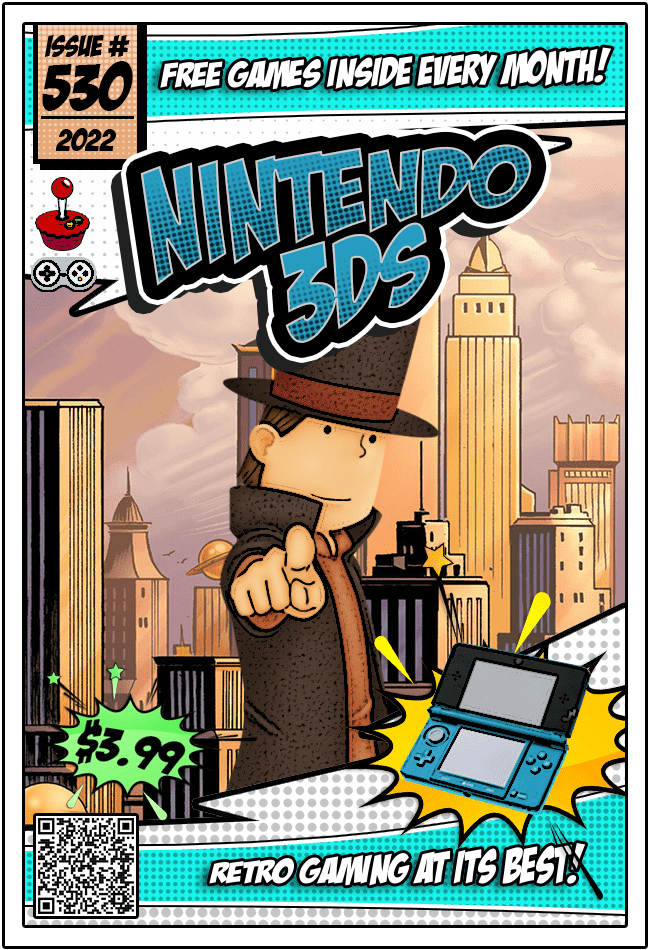 ISSUE #
530
2022
FREE GAMES INSIDE EVERY MONTH!
NINTENDO
3DS
$3.99
RETRO GAMING AT ITS BEST!